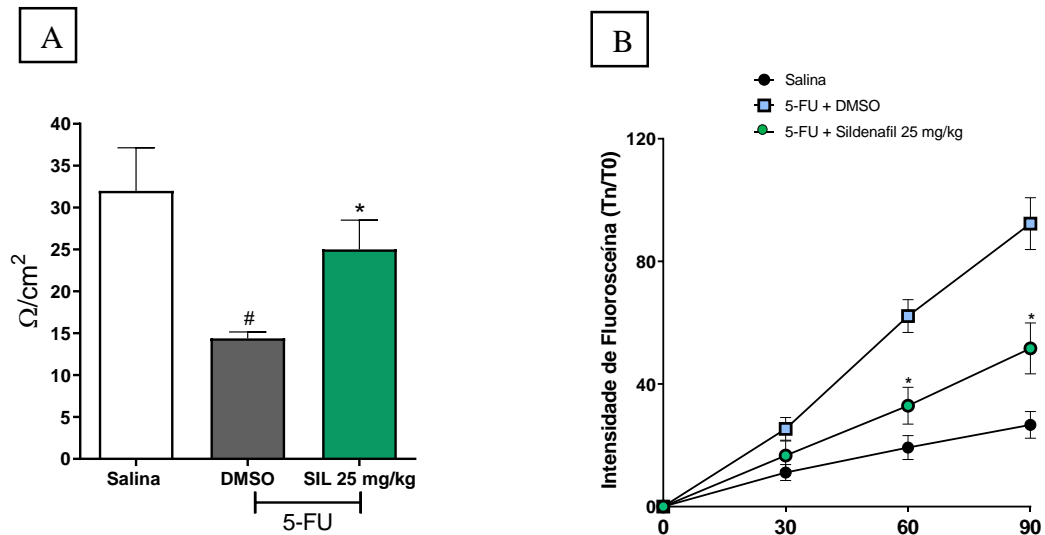 A
40
35
30
25
20
15
10
5
0
Ω/cm²
#
*
Salina DMSO SIL 25 mg/kg
5-FU
B
Salina
5-FU + DMSO
5-FU + Sildenafil 25 mg/kg
120
80
40
0
Intensidade de Fluorosceína (Tn/T0)
*
*
0 30 60 90